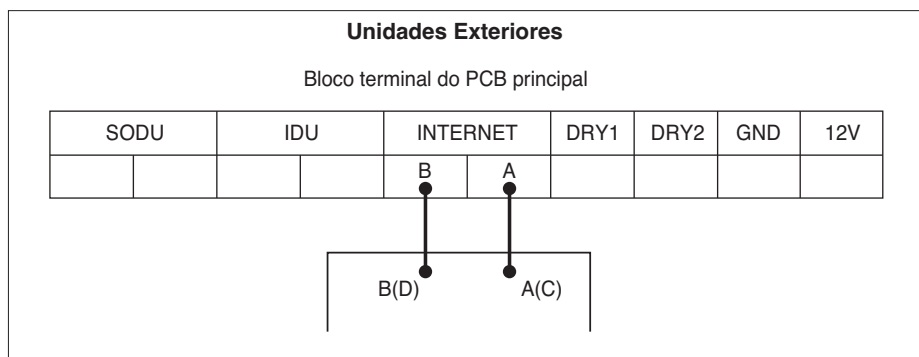 Unidades Exteriores
Bloco terminal do PCB principal
SODU IDU INTERNET DRY1 DRY2 GND 12V
B A
B(D) A(C)